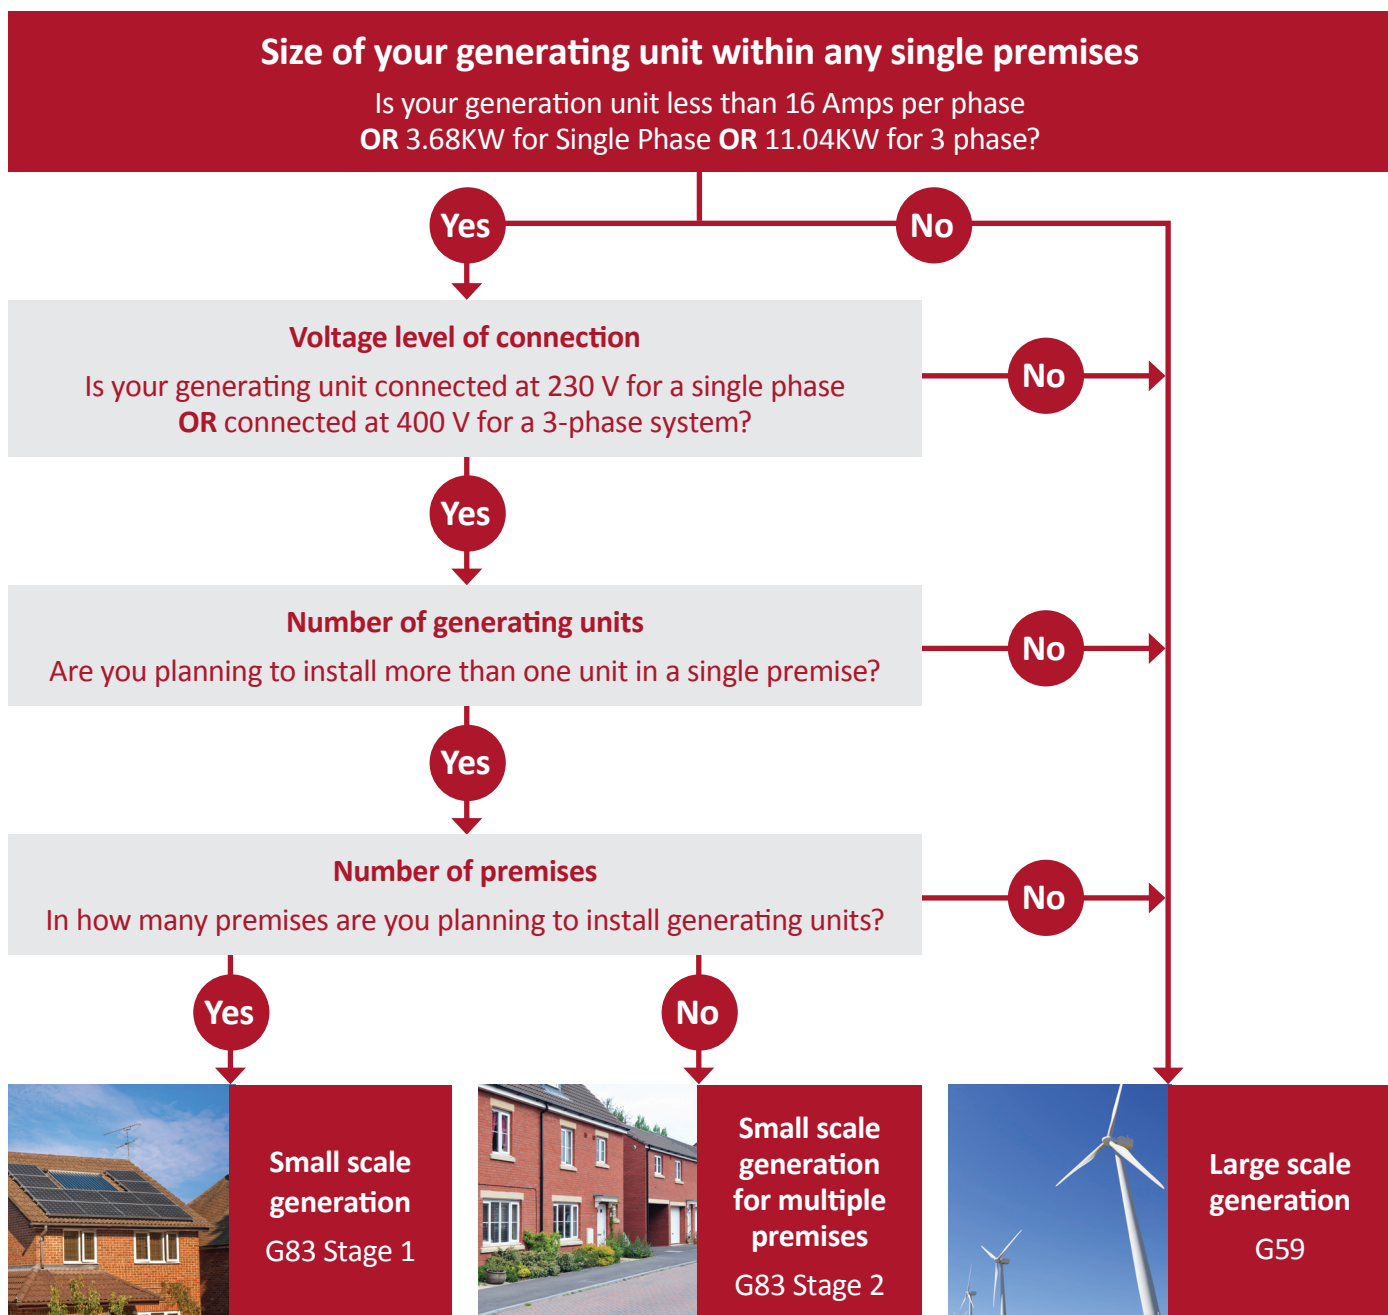 Size of your generating unit within any single premises
Is your generation unit less than 16 Amps per phase
OR 3.68KW for Single Phase OR 11.04KW for 3 phase?
Yes
No
Voltage level of connection
Is your generating unit connected at 230 V for a single phase
OR connected at 400 V for a 3-phase system?
No
Yes
Number of generating units
Are you planning to install more than one unit in a single premise?
No
Yes
Number of premises
In how many premises are you planning to install generating units?
No
Yes
No
Small scale
generation
G83 Stage 1
Small scale
generation
for multiple
premises
G83 Stage 2
Large scale
generation
G59